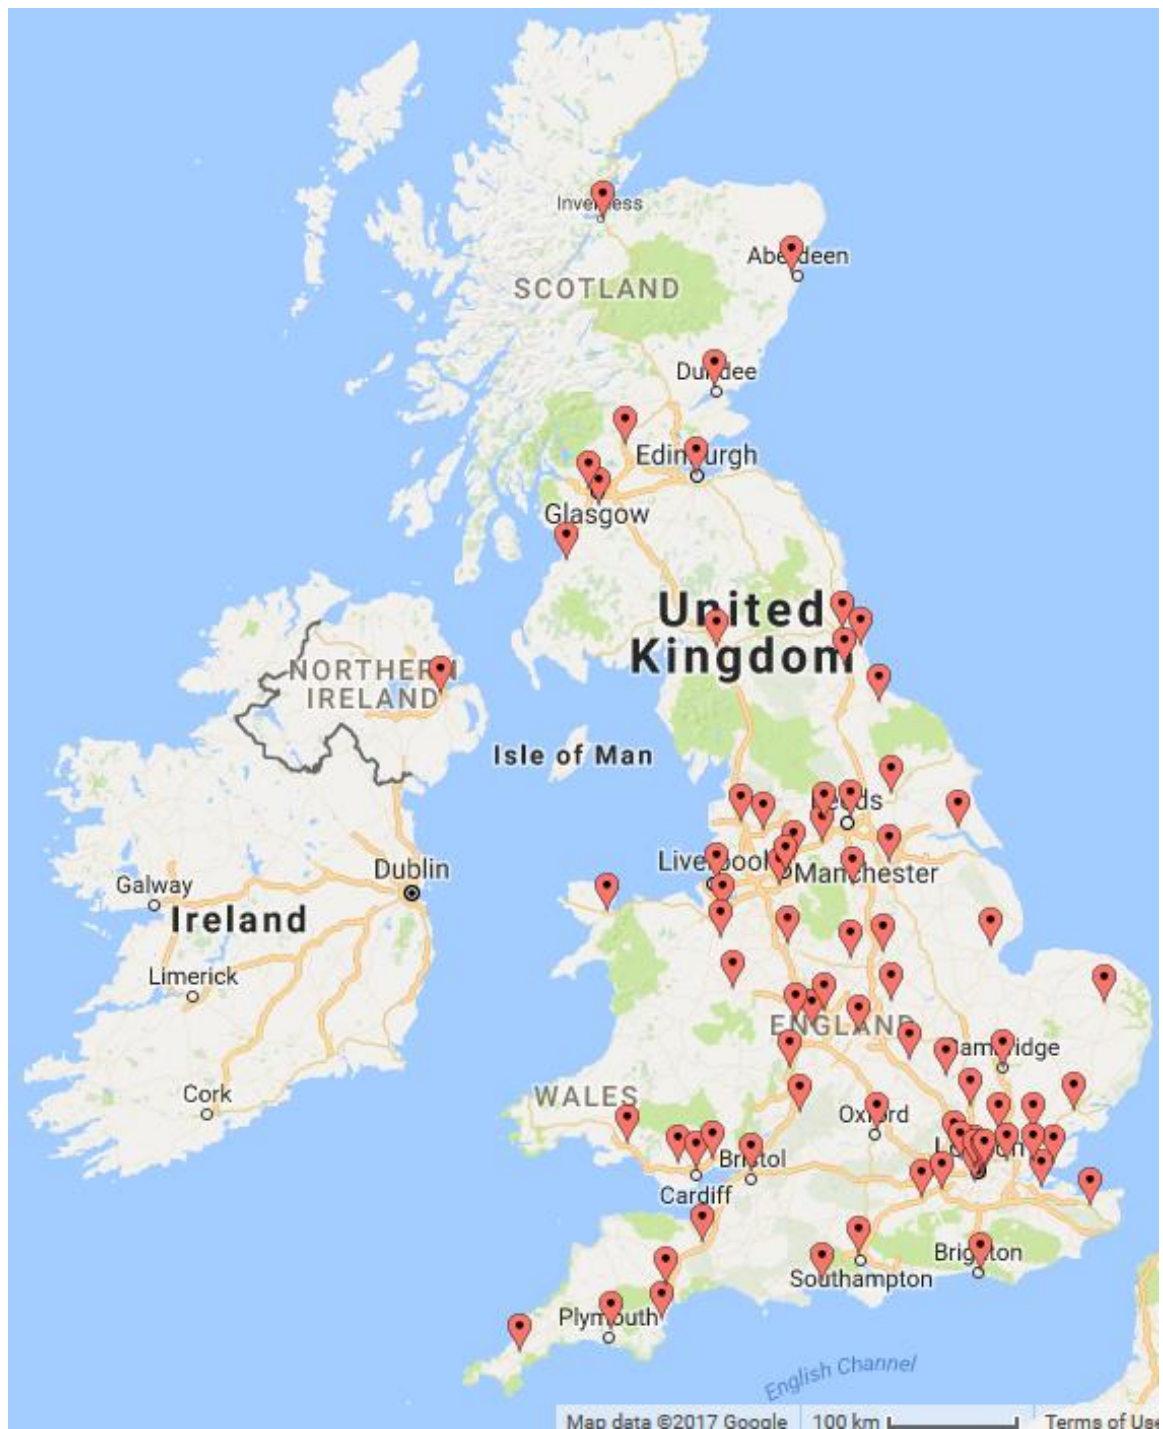 Inverness
Aberdeen
SCOTLAND
Dundee
Edinburgh
Glasgow
United
Kingdom
NORTHERN
IRELAND
Isle of Man
Leeds
Liverpool
Manchester
Dublin
Galway
Ireland
Limerick
ENGLAND
Cambridge
Cork
WALES
Oxford
London
Bristol
Cardiff
Brighton
Southampton
Plymouth
English Channel
Map data ©2017 Google
100 km
Terms of Use